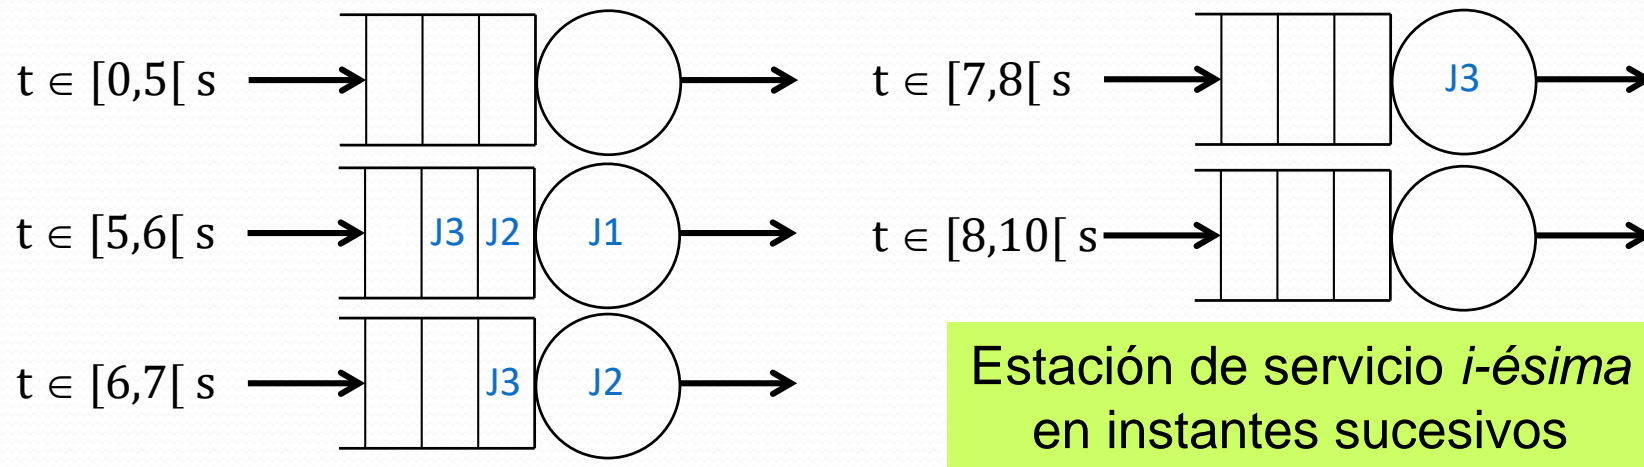 t ∈ [0,5[ s
t ∈ [5,6[ s
J3 J2 J1
t ∈ [6,7[ s
J3 J2
t ∈ [7,8[ s
J3
t ∈ [8,10[ s
Estación de servicio i-ésima
en instantes sucesivos